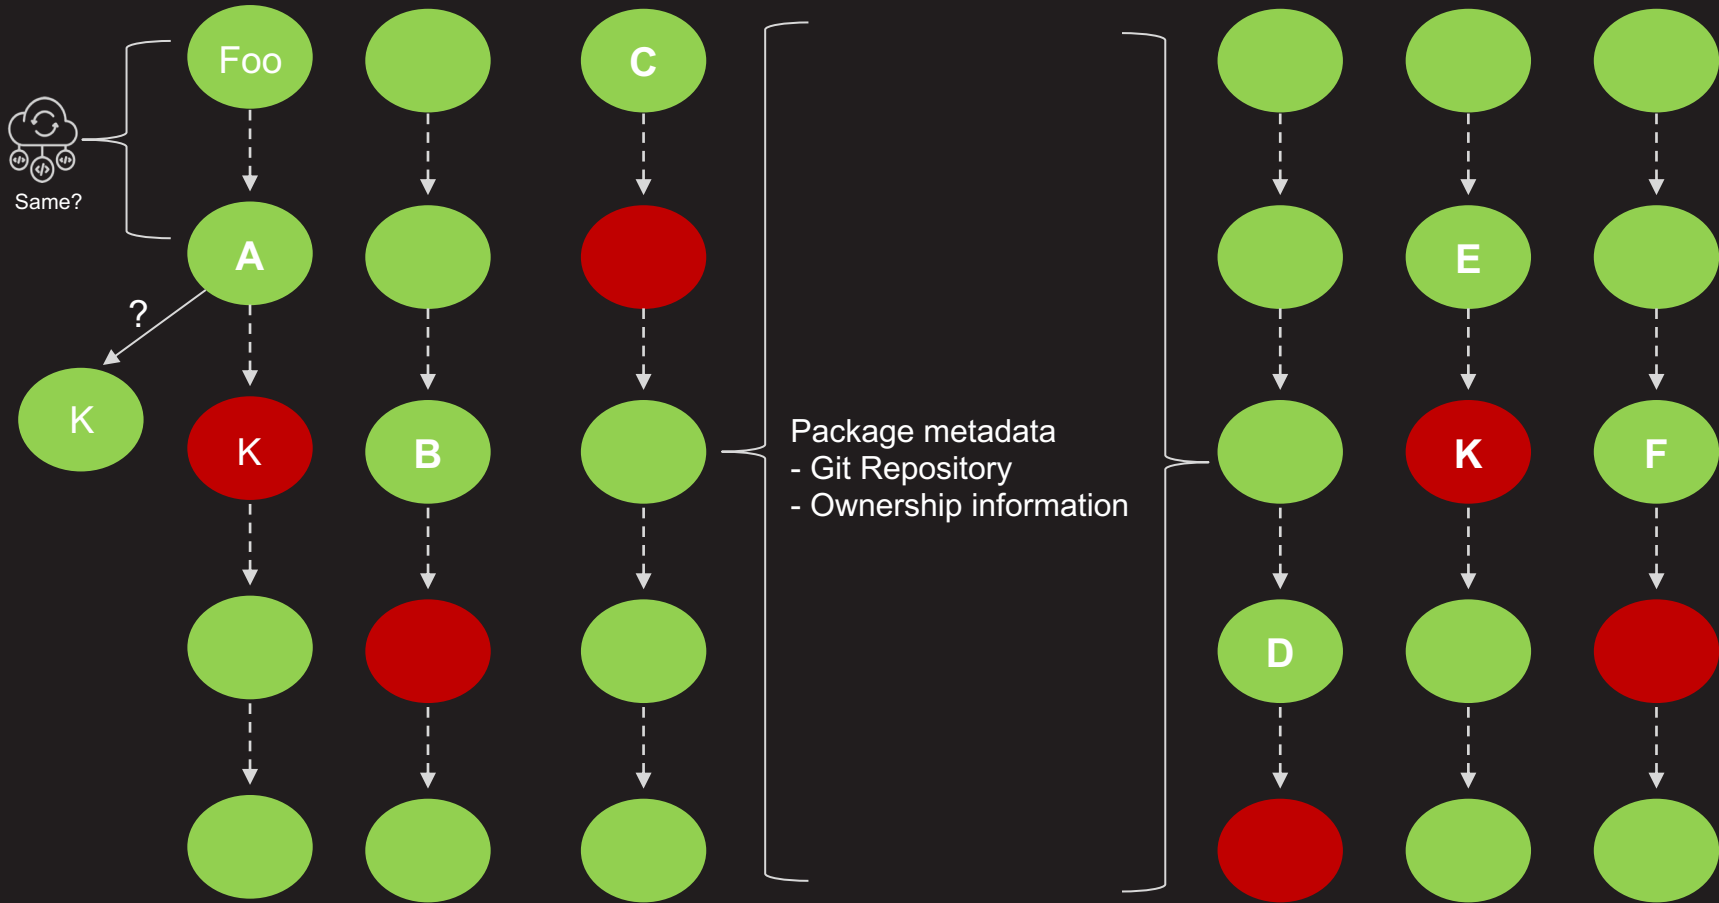 Foo
C
Same?
A
E
?
K
K
B
Package metadata
- Git Repository
- Ownership information
K
F
D